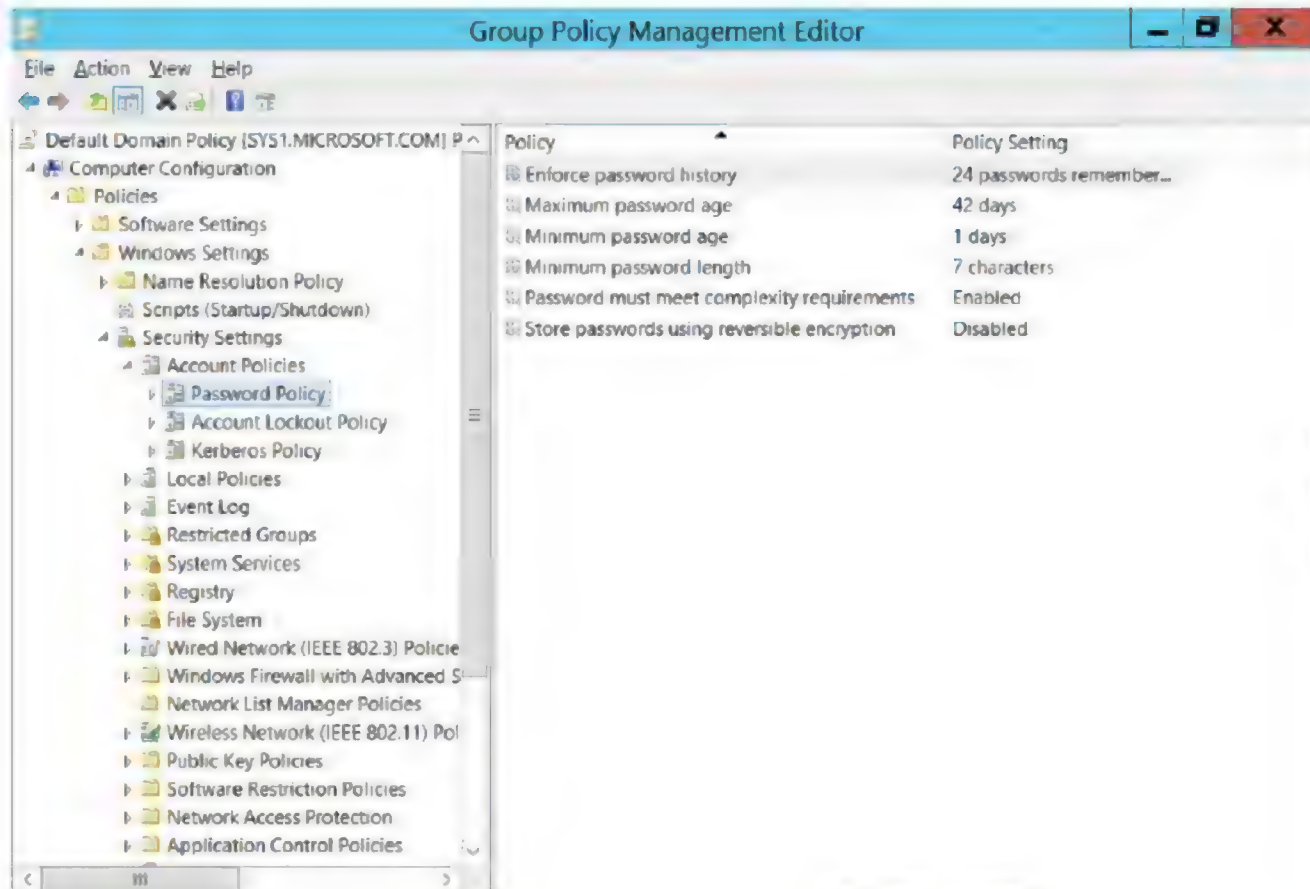 Group Policy Management Editor
File Action View Help
Default Domain Policy [SYS1.MICROSOFT.COM] P
Computer Configuration
Policies
Software Settings
Windows Settings
Name Resolution Policy
Scripts (Startup/Shutdown)
Security Settings
Account Policies
Password Policy
Account Lockout Policy
Kerberos Policy
Local Policies
Event Log
Restricted Groups
System Services
Registry
File System
Wired Network (IEEE 802.3) Policie
Windows Firewall with Advanced S
Network List Manager Policies
Wireless Network (IEEE 802.11) Pol
Public Key Policies
Software Restriction Policies
Network Access Protection
Application Control Policies
Policy Policy Setting
Enforce password history 24 passwords remember...
Maximum password age 42 days
Minimum password age 1 days
Minimum password length 7 characters
Password must meet complexity requirements Enabled
Store passwords using reversible encryption Disabled